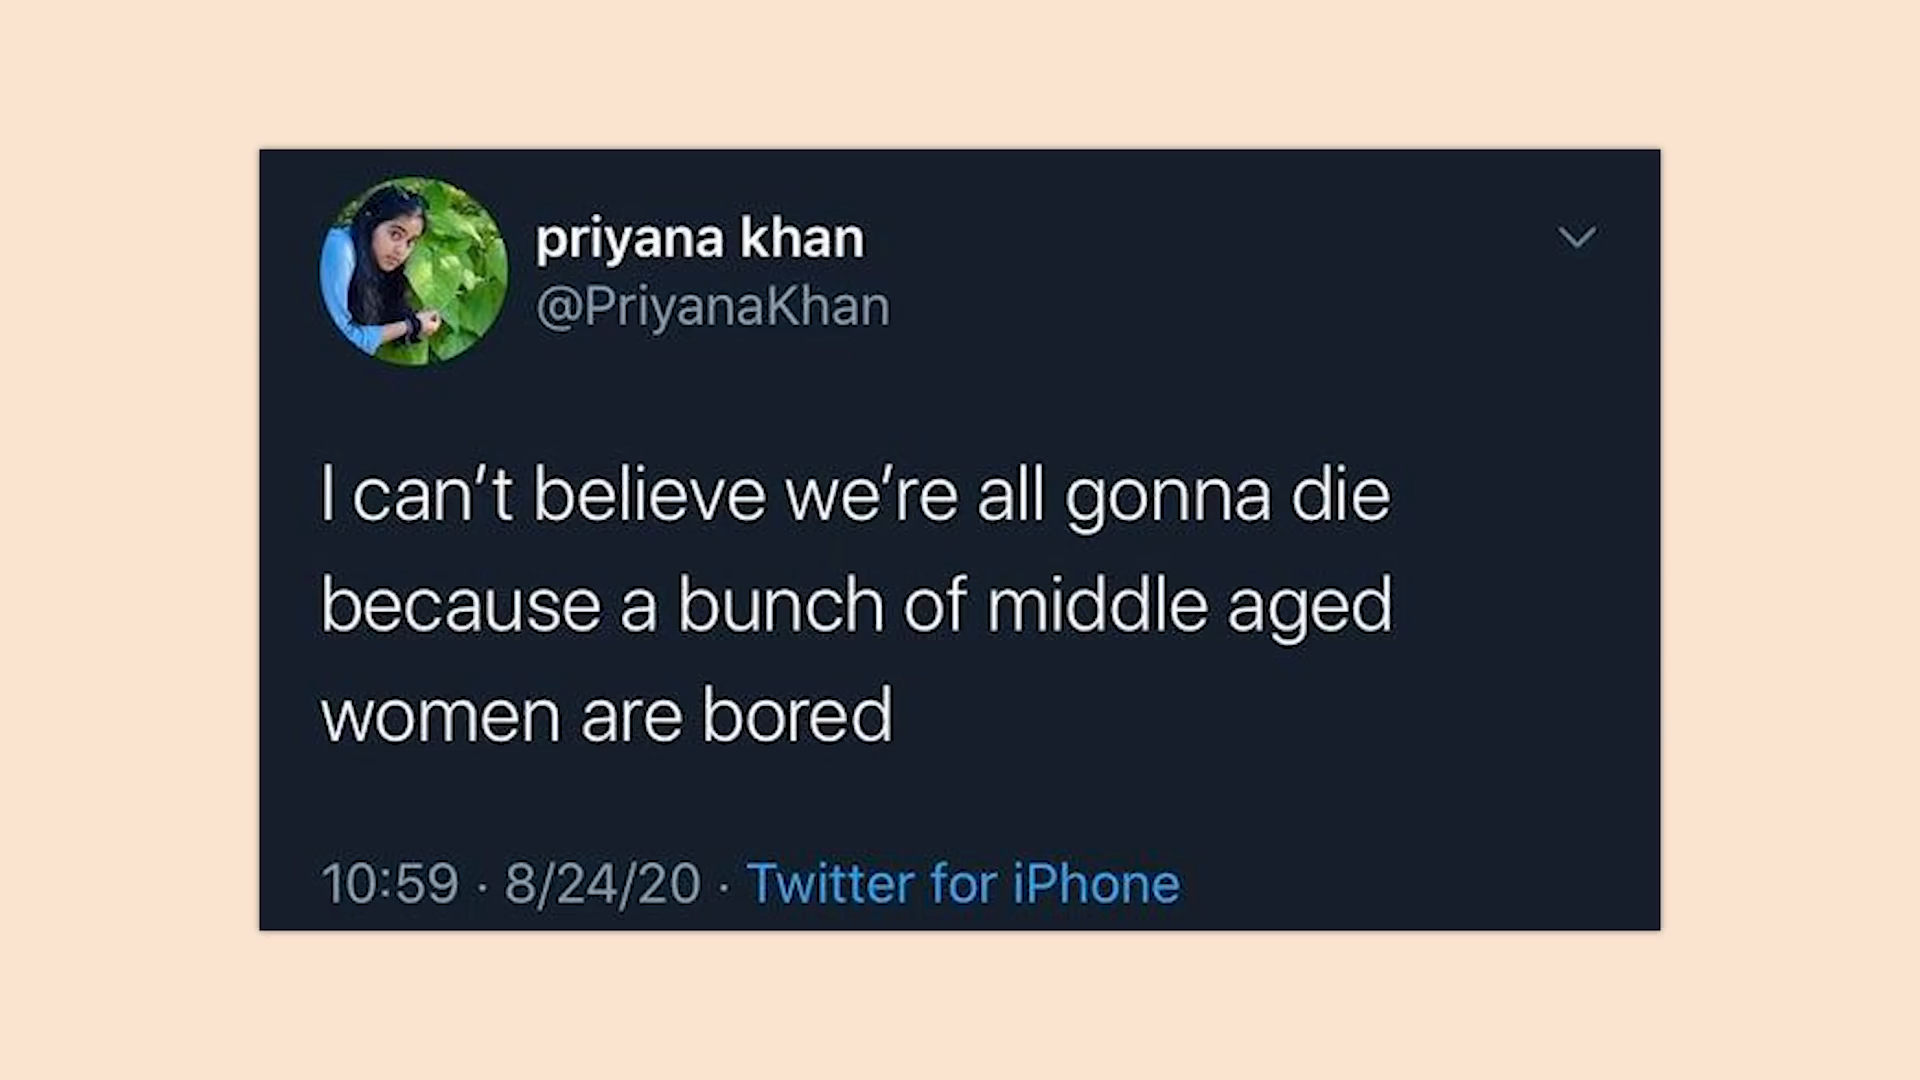 priyana khan
@PriyanaKhan
I can’t believe we’re all gonna die
because a bunch of middle aged
women are bored
10:59 · 8/24/20 · Twitter for iPhone